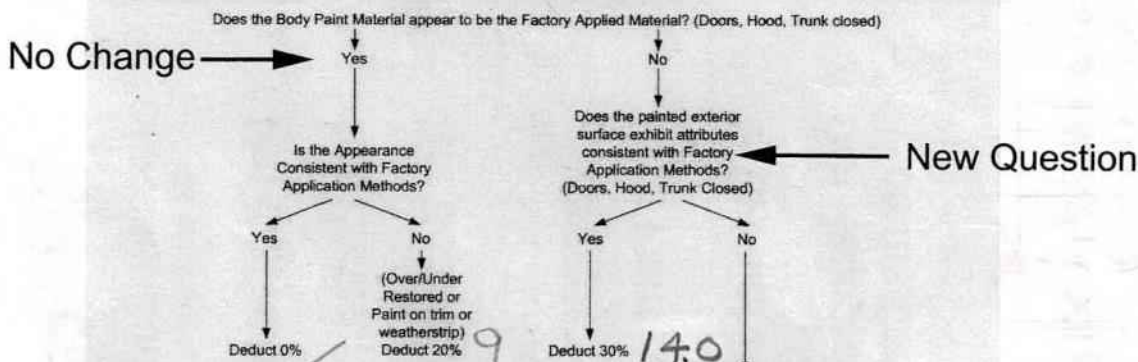 Does the Body Paint Material appear to be the Factory Applied Material? (Doors, Hood, Trunk closed)
No Change
Yes
No
Is the Appearance
Consistent with Factory
Application Methods?
Does the painted exterior
surface exhibit attributes
consistent with Factory
Application Methods?
(Doors, Hood, Trunk Closed)
New Question
Yes
No
Yes
No
(Over/Under
Restored or
Paint on trim or
weatherstrip)
Deduct 0%
Deduct 20% 9
Deduct 30% 14.0